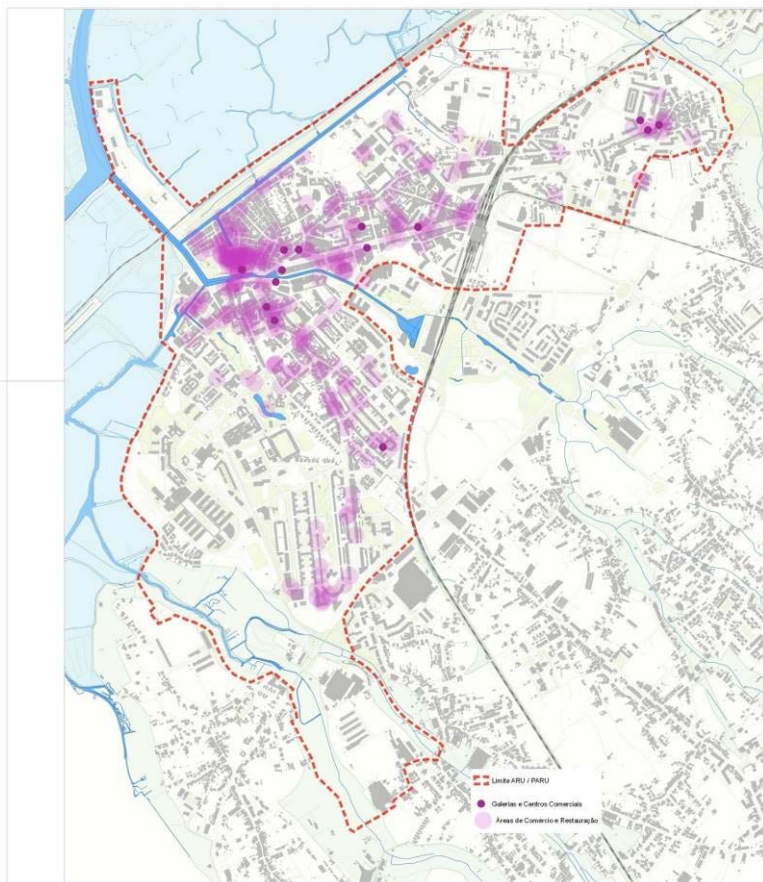 Limite ARU / PARU
Galerias e Centros Comerciais
Áreas de Comércio e Restauração